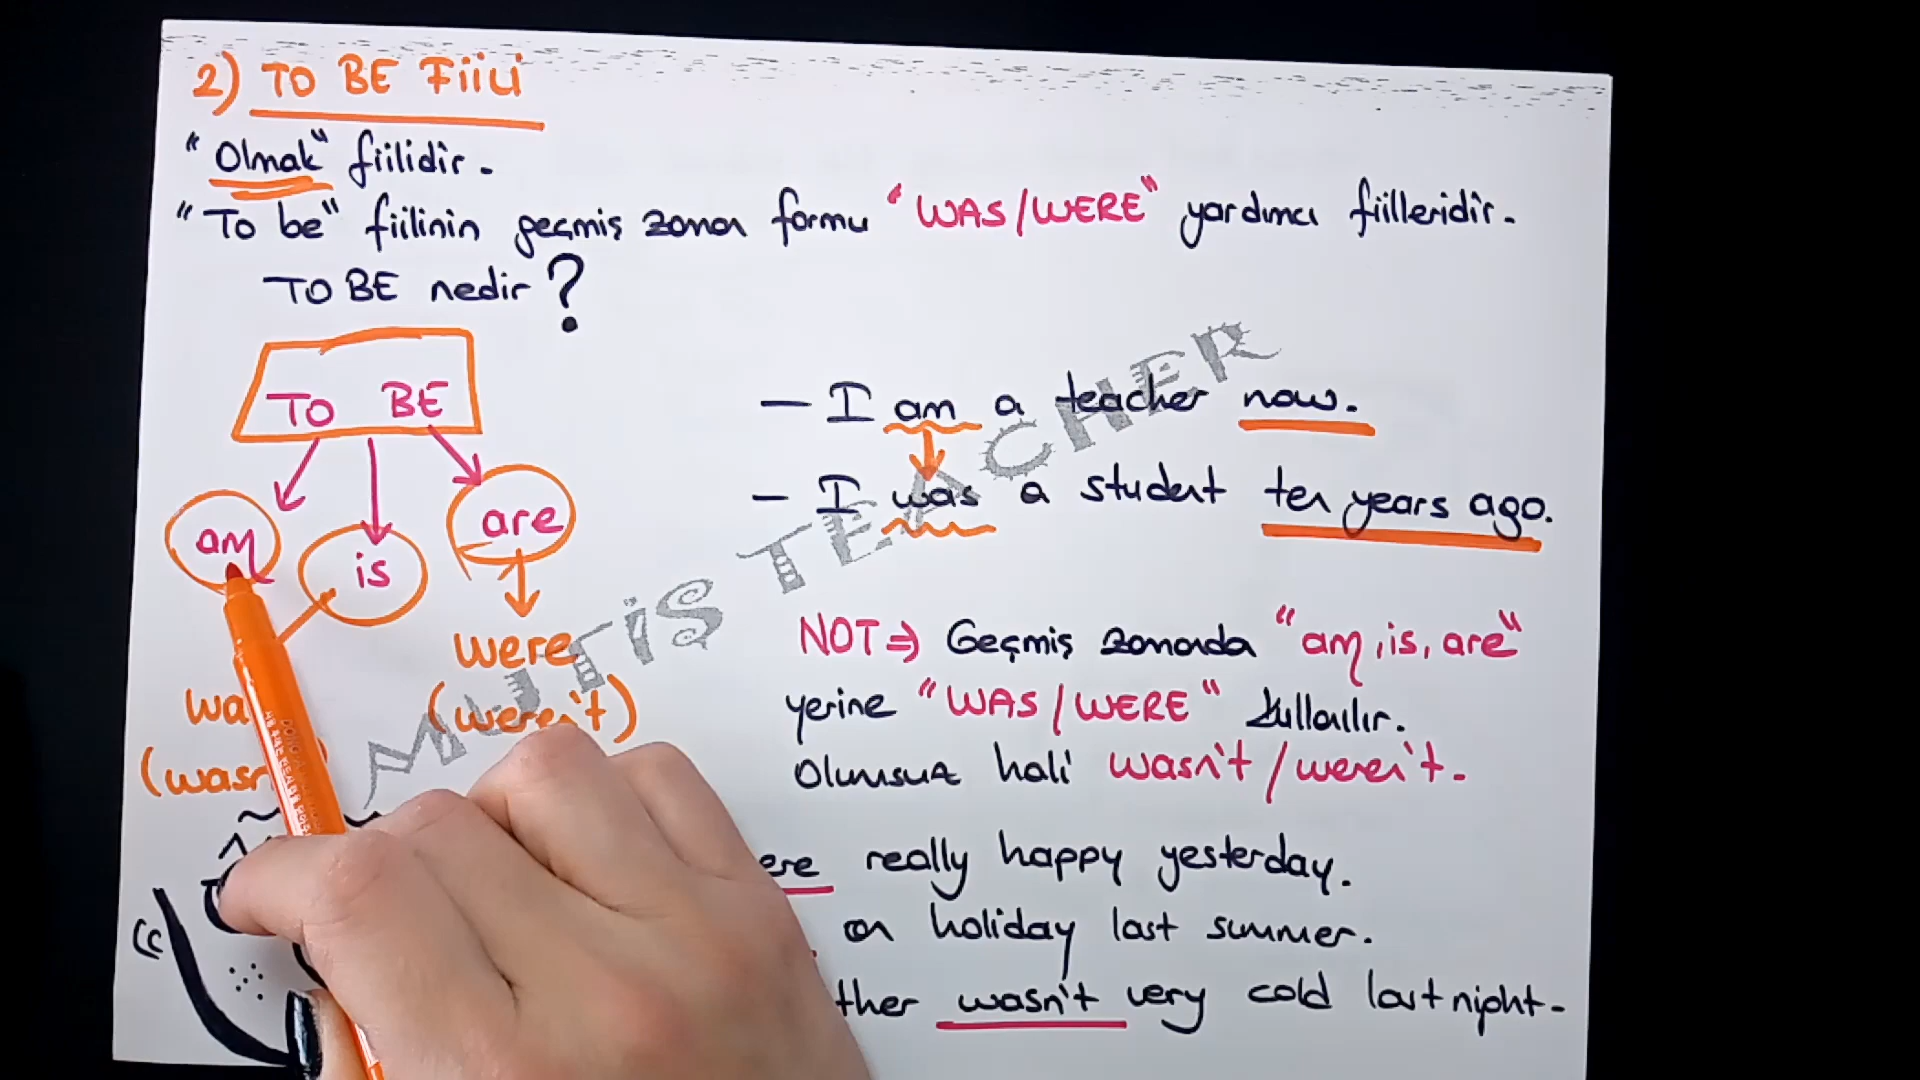 2) TO BE Fiili
"Olmak" fiilidir.
"To be" fiilinin geçmiş zaman formu "WAS/WERE" yardımcı fiilleridir.
TO BE nedir?
TO BE
am
is
are
were
(weren't)
- I am a teacher now.
- I was a student ten years ago.
NOT⇒ Geçmiş zamanda "am, is, are"
yerine "WAS/WERE" kullanılır.
Olumsuz hali wasn't/weren't.
really happy yesterday.
on holiday last summer.
wasn't very cold last night.
MUTİS TEACHER